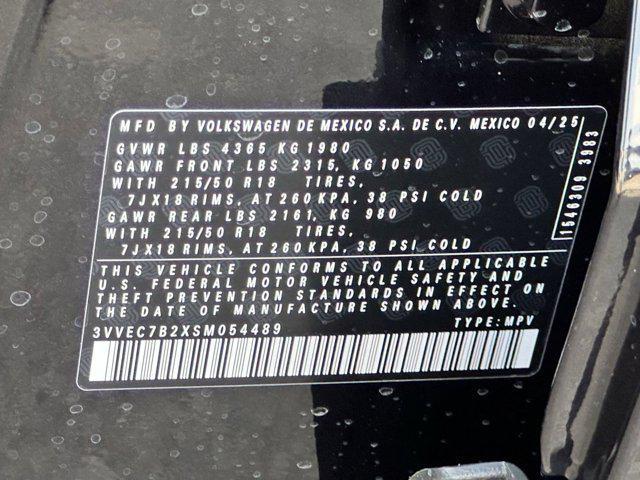 MFD BY VOLKSWAGEN DE MEXICO S.A. DE C.V. MEXICO 04/25
GVWR LBS 4365 KG 1980
GAWR FRONT LBS 2315, KG 1050
WITH 215/50 R18 TIRES,
7JX18 RIMS, AT 260 KPA, 38 PSI COLD
GAWR REAR LBS 2161, KG 980
WITH 215/50 R18 TIRES,
7JX18 RIMS, AT 260 KPA, 38 PSI COLD
THIS VEHICLE CONFORMS TO ALL APPLICABLE
U.S. FEDERAL MOTOR VEHICLE SAFETY AND
THEFT PREVENTION STANDARDS IN EFFECT ON
THE DATE OF MANUFACTURE SHOWN ABOVE.
3VVEC7B2XSM054489 TYPE: MPV
1540309 3983